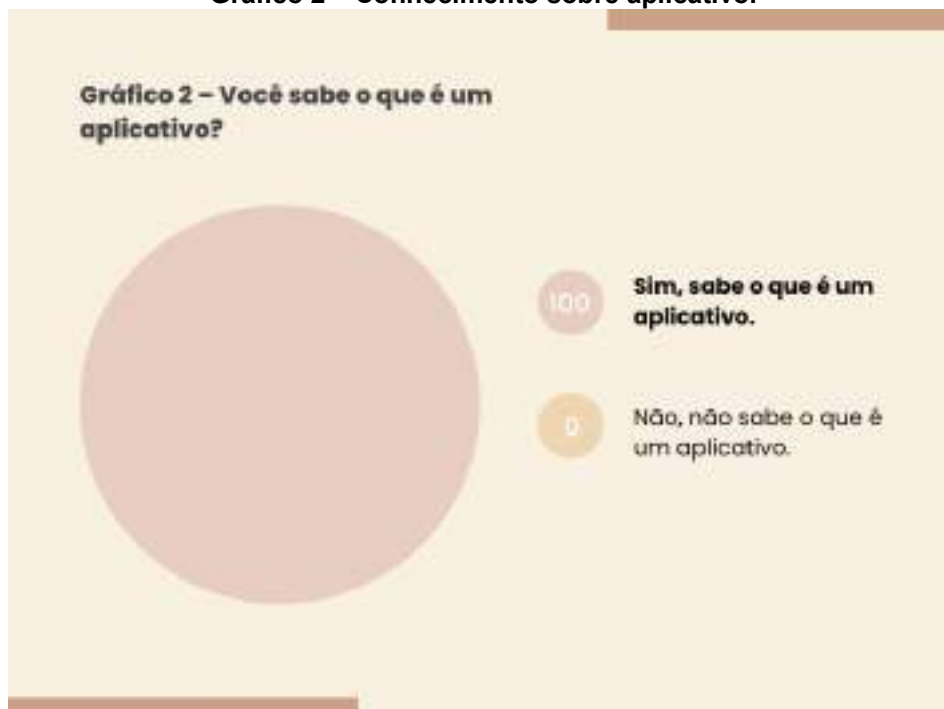 Gráfico 2 – Conhecimento sobre aplicativo.
Gráfico 2 – Você sabe o que é um
aplicativo?
100
Sim, sabe o que é um
aplicativo.
0
Não, não sabe o que é
um aplicativo.